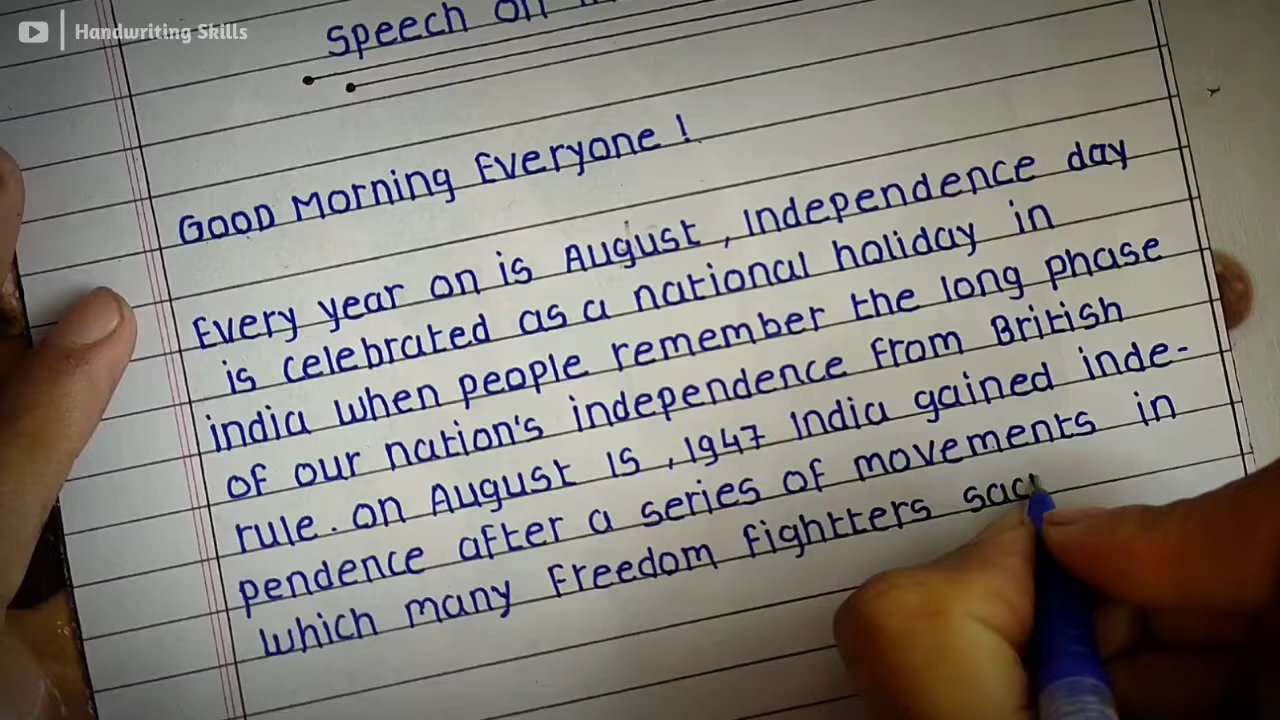 Handwriting Skills
Speech on
Good Morning Everyone!
Every year on 15 August, Independence day
is celebrated as a national holiday in
india when people remember the long phase
of our nation's independence from British
rule. on August 15, 1947 India gained inde-
pendence after a series of movements in
which many Freedom Fightters sac